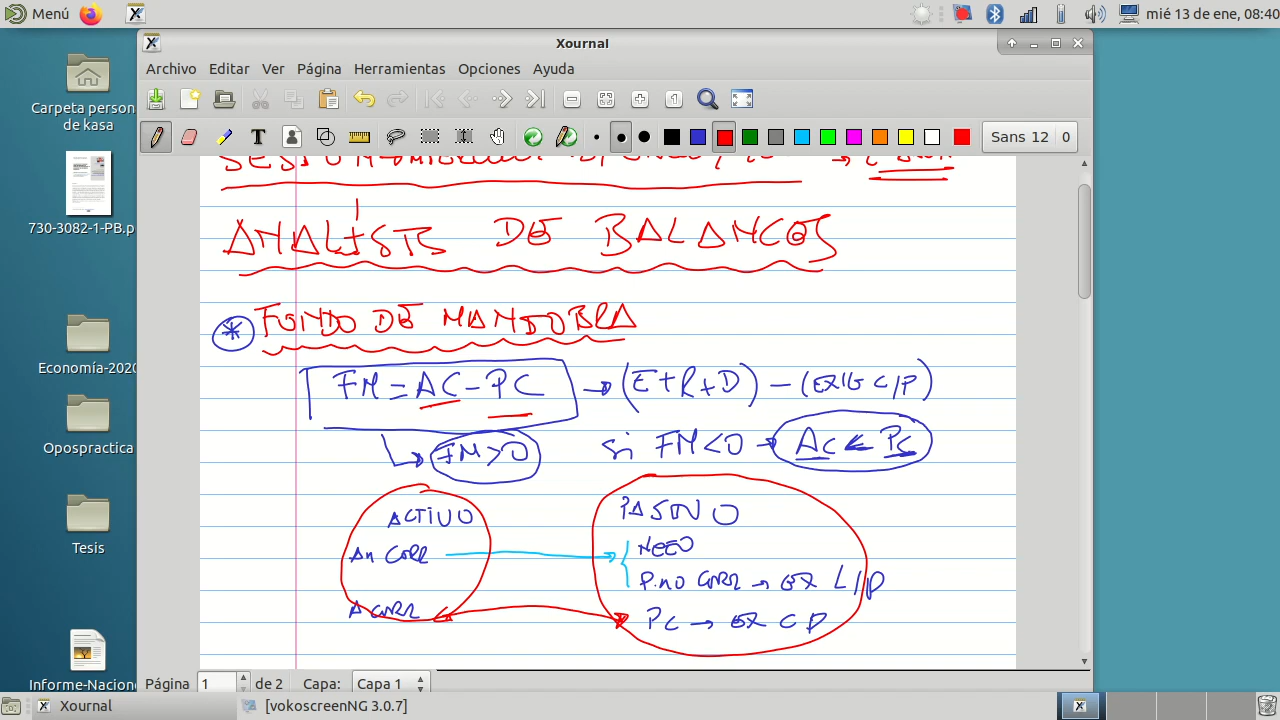 Menú
mié 13 de ene, 08:40
Xournal
Archivo Editar Ver Página Herramientas Opciones Ayuda
Sans 12 0
Carpeta person
de kasa
730-3082-1-PB.p
Economía-2020
Opospractica
Tesis
Informe-Nacion
ANALISIS DE BALANCES
* FONDO DE MANIOBRA
FM = AC - PC → (E+R+D) - (EXIG C/P)
FM > 0 si FM < 0 → AC < PC
ACTIVO PASIVO
An CORR NETO
P. no CORR → EX L/P
A CORR PC → EX CP
Página 1 de 2 Capa: Capa 1
Xournal [vokoscreenNG 3.0.7]